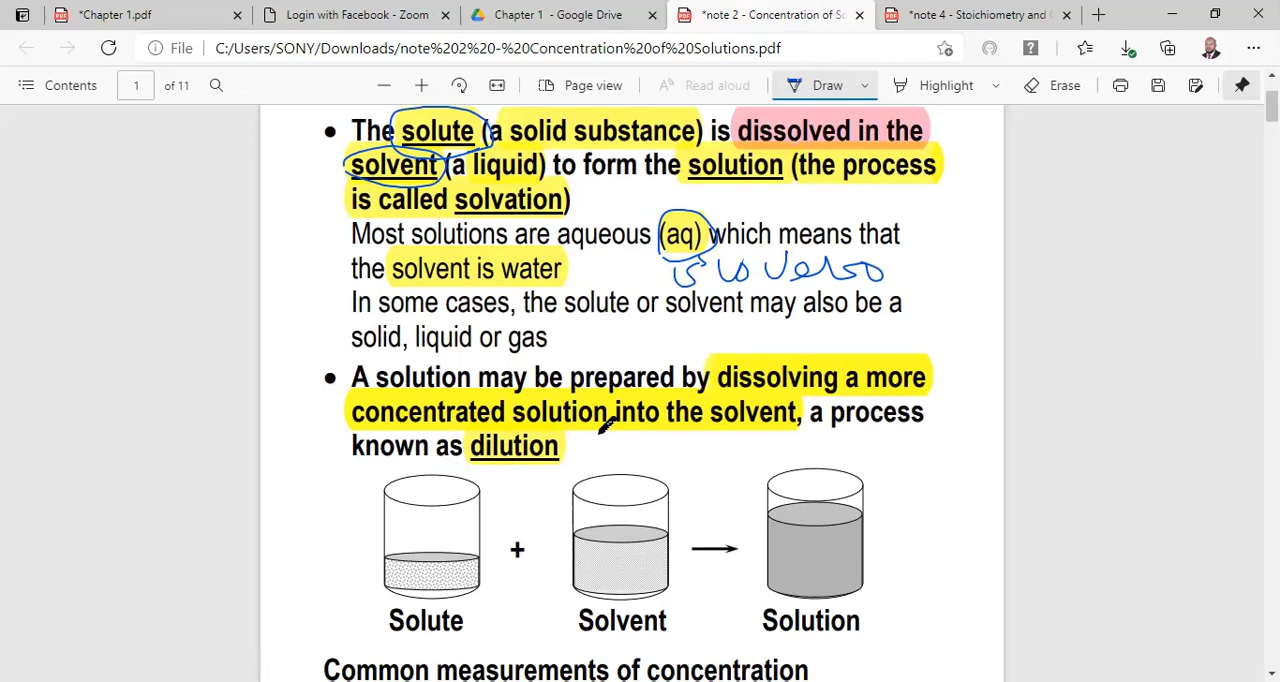 *Chapter 1.pdf
Login with Facebook - Zoom
Chapter 1 - Google Drive
*note 2 - Concentration of So
*note 4 - Stoichiometry and
File
C:/Users/SONY/Downloads/note%202%20-%20Concentration%20of%20Solutions.pdf
Contents
1
of 11
Page view
Read aloud
Draw
Highlight
Erase
• The solute (a solid substance) is dissolved in the
solvent (a liquid) to form the solution (the process
is called solvation)
Most solutions are aqueous (aq) which means that
the solvent is water
In some cases, the solute or solvent may also be a
solid, liquid or gas
• A solution may be prepared by dissolving a more
concentrated solution into the solvent, a process
known as dilution
+
Solute
Solvent
Solution
Common measurements of concentration